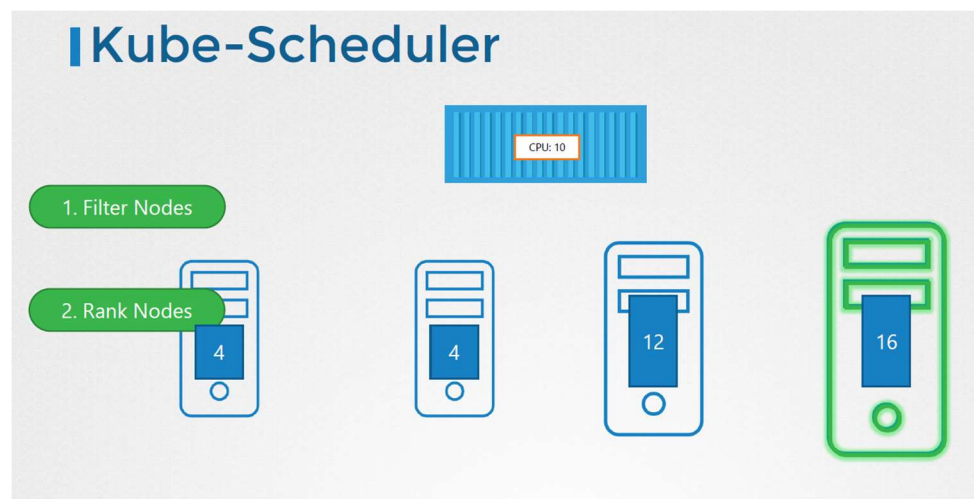 Kube-Scheduler
CPU: 10
1. Filter Nodes
2. Rank Nodes
4
4
12
16